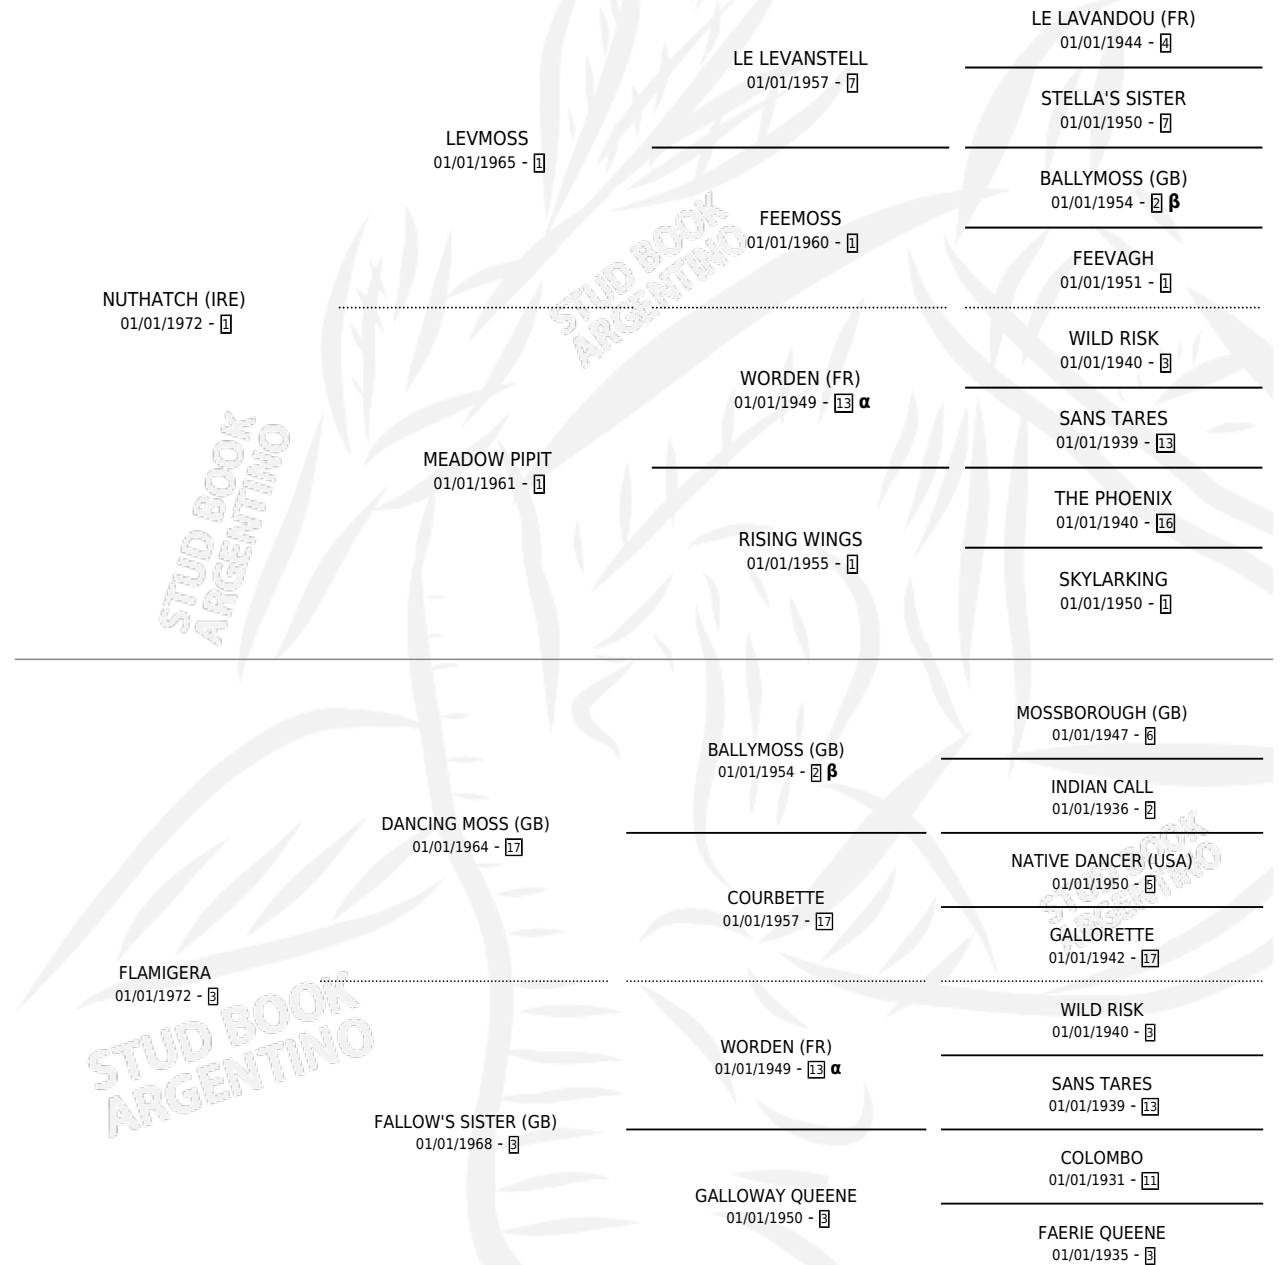 LE LAVANDOU (FR)
01/01/1944 - 4
LE LEVANSTELL
01/01/1957 - 7
STELLA'S SISTER
01/01/1950 - 7
LEVMOSS
01/01/1965 - 1
BALLYMOSS (GB)
01/01/1954 - 2 β
FEEMOSS
01/01/1960 - 1
FEEVAGH
01/01/1951 - 1
NUTHATCH (IRE)
01/01/1972 - 1
WILD RISK
01/01/1940 - 3
WORDEN (FR)
01/01/1949 - 13 α
SANS TARES
01/01/1939 - 13
MEADOW PIPIT
01/01/1961 - 1
THE PHOENIX
01/01/1940 - 16
RISING WINGS
01/01/1955 - 1
SKYLARKING
01/01/1950 - 1
MOSSBOROUGH (GB)
01/01/1947 - 6
BALLYMOSS (GB)
01/01/1954 - 2 β
INDIAN CALL
01/01/1936 - 2
DANCING MOSS (GB)
01/01/1964 - 17
NATIVE DANCER (USA)
01/01/1950 - 5
COURBETTE
01/01/1957 - 17
GALLORETTE
01/01/1942 - 17
FLAMIGERA
01/01/1972 - 3
WILD RISK
01/01/1940 - 3
WORDEN (FR)
01/01/1949 - 13 α
SANS TARES
01/01/1939 - 13
FALLOW'S SISTER (GB)
01/01/1968 - 3
COLOMBO
01/01/1931 - 11
GALLOWAY QUEENE
01/01/1950 - 3
FAERIE QUEENE
01/01/1935 - 3
STUD BOOK
ARGENTINO
STUD BOOK
ARGENTINO
STUD BOOK
ARGENTINO
STUD BOOK
ARGENTINO